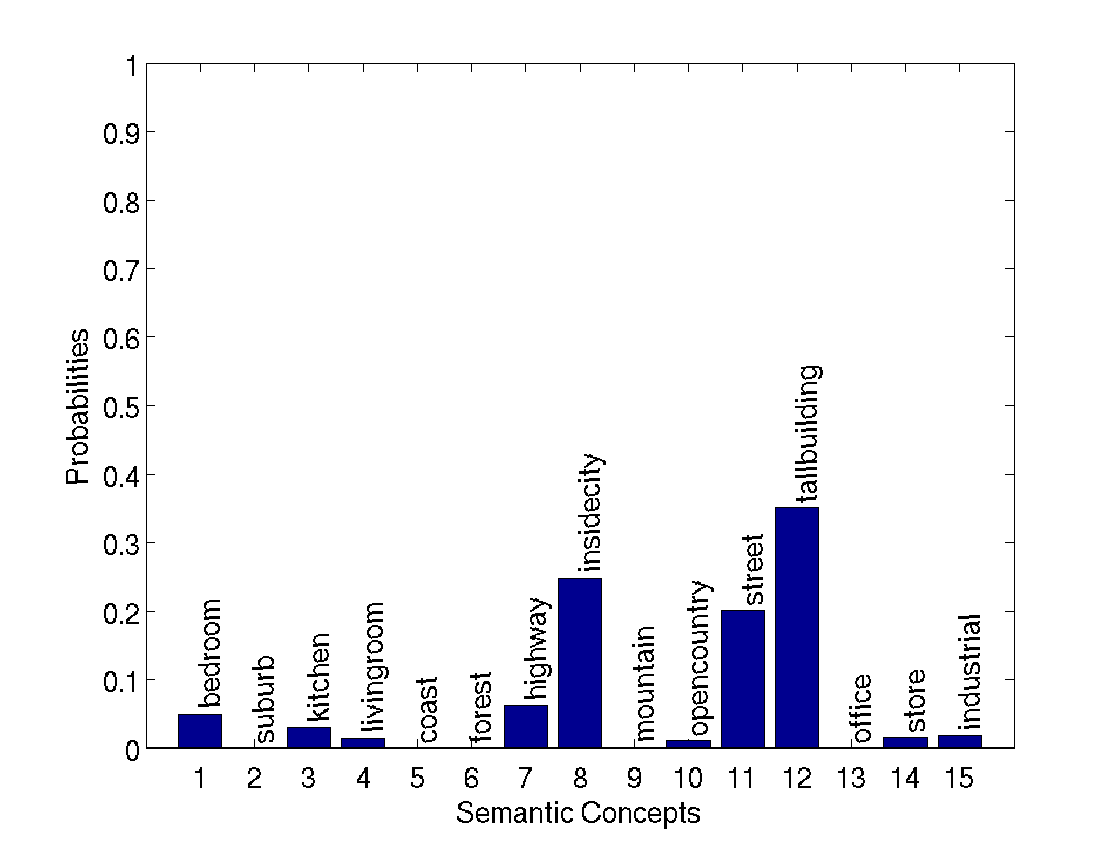 1
0.9
0.8
0.7
0.6
0.5
0.4
0.3
0.2
0.1
0
Probabilities
bedroom
suburb
kitchen
livingroom
coast
forest
highway
insidecity
mountain
opencountry
street
tallbuilding
office
store
industrial
1 2 3 4 5 6 7 8 9 10 11 12 13 14 15
Semantic Concepts